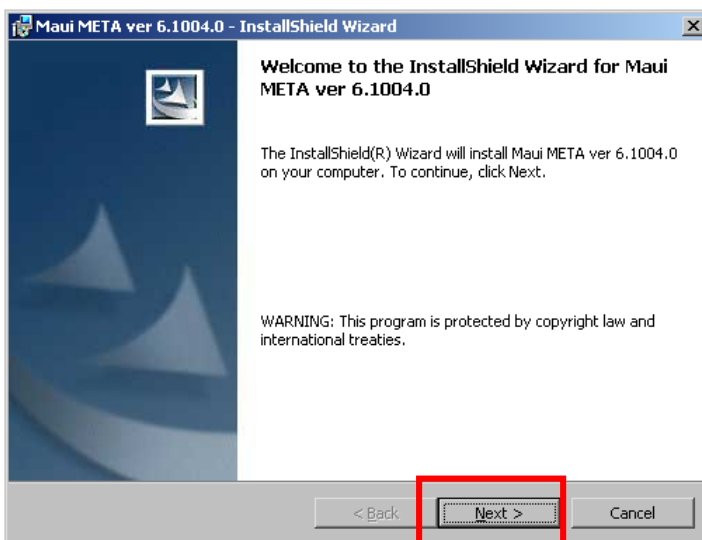 Maui META ver 6.1004.0 - InstallShield Wizard
Welcome to the InstallShield Wizard for Maui
META ver 6.1004.0
The InstallShield(R) Wizard will install Maui META ver 6.1004.0
on your computer. To continue, click Next.
WARNING: This program is protected by copyright law and
international treaties.
< Back Next > Cancel